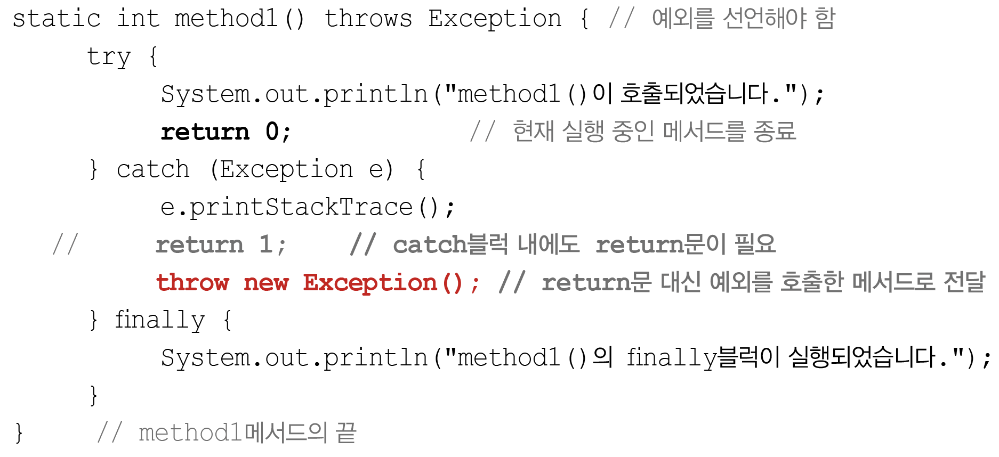 static int method1() throws Exception { // 예외를 선언해야 함
try {
System.out.println("method1()이 호출되었습니다.");
return 0; // 현재 실행 중인 메서드를 종료
} catch (Exception e) {
e.printStackTrace();
// return 1; // catch블럭 내에도 return문이 필요
throw new Exception(); // return문 대신 예외를 호출한 메서드로 전달
} finally {
System.out.println("method1()의 finally블럭이 실행되었습니다.");
}
} // method1메서드의 끝